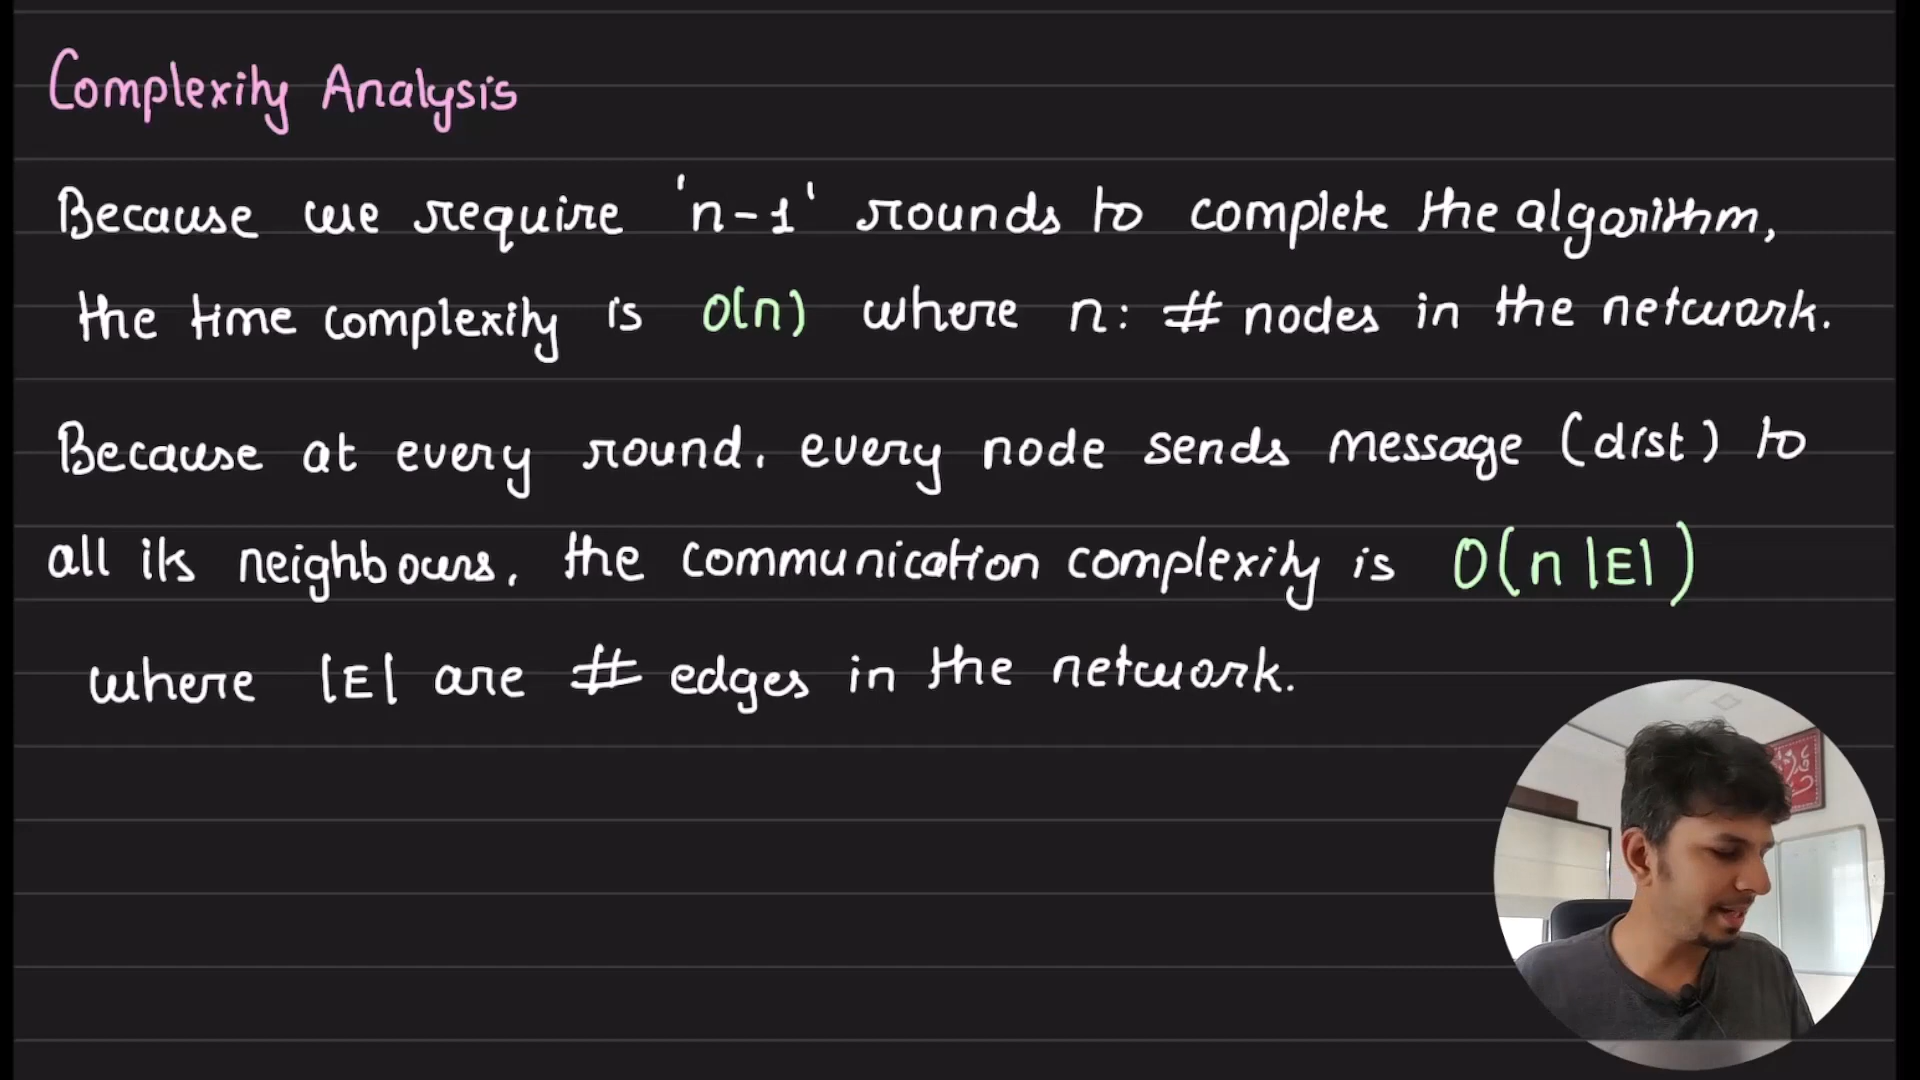 Complexity Analysis
Because we require 'n-1' rounds to complete the algorithm,
the time complexity is O(n) where n: # nodes in the network.
Because at every round, every node sends message (dist) to
all its neighbours, the communication complexity is O(n |E|)
where |E| are # edges in the network.